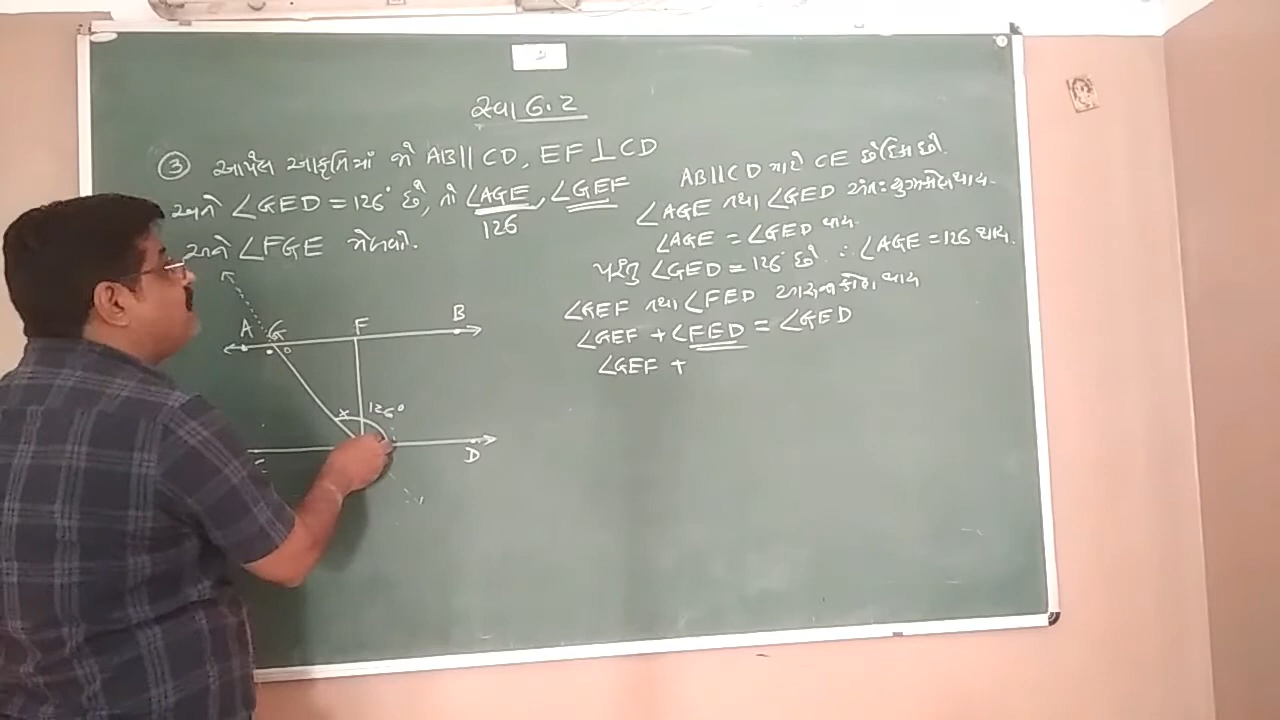 સ્વા 6.2
③ આપેલ આકૃતિમાં જો AB || CD, EF ⊥ CD
અને ∠GED = 126° છે, તો ∠AGE, ∠GEF
126
અને ∠FGE મેળવો.
AB || CD માટે CE છેદિકા છે.
∠AGE તથા ∠GED અંતઃયુગ્મકોણ થાય.
∠AGE = ∠GED થાય.
પરંતુ ∠GED = 126° છે. ∴ ∠AGE = 126 થાય.
∠GEF તથા ∠FED આસન્નકોણ થાય
∠GEF + ∠FED = ∠GED
∠GEF +
A G F B
x 126°
D